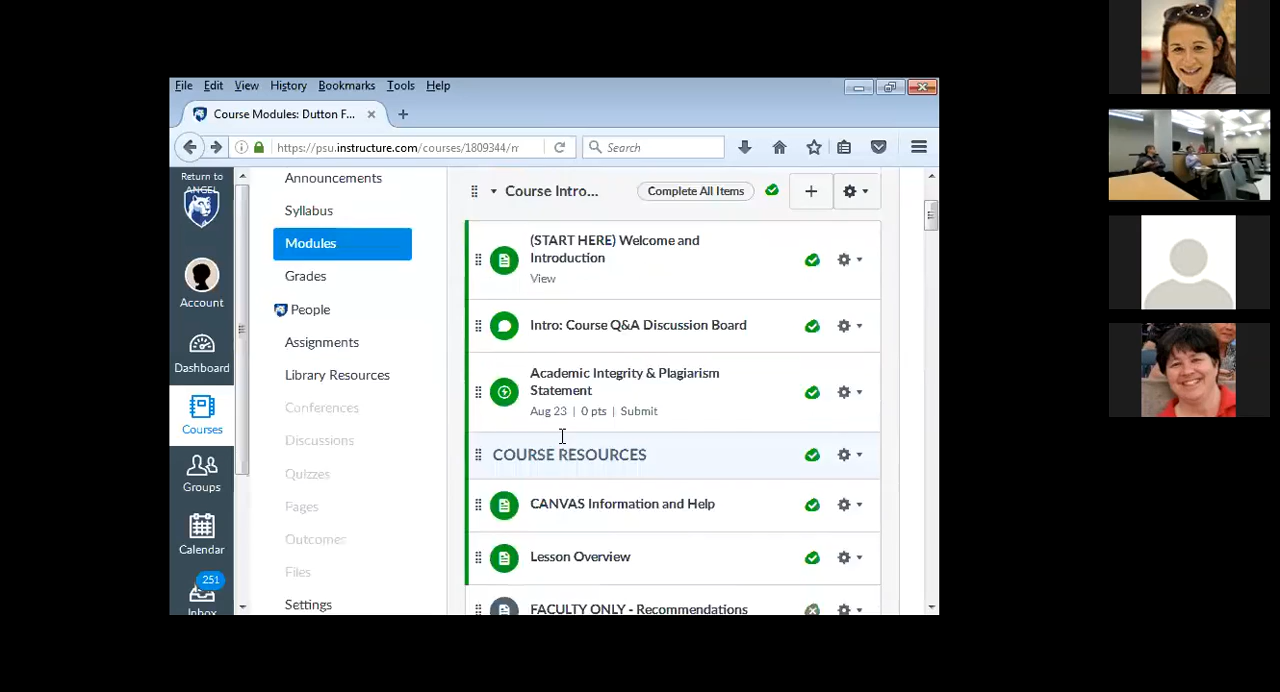 File Edit View History Bookmarks Tools Help
Course Modules: Dutton F...
https://psu.instructure.com/courses/1809344/m
Search
Return to
ANGEL
Account
Dashboard
Courses
Groups
Calendar
251
Inbox
Announcements
Syllabus
Modules
Grades
People
Assignments
Library Resources
Conferences
Discussions
Quizzes
Pages
Outcomes
Files
Settings
Course Intro... Complete All Items
(START HERE) Welcome and
Introduction
View
Intro: Course Q&A Discussion Board
Academic Integrity & Plagiarism
Statement
Aug 23 | 0 pts | Submit
COURSE RESOURCES
CANVAS Information and Help
Lesson Overview
FACULTY ONLY - Recommendations